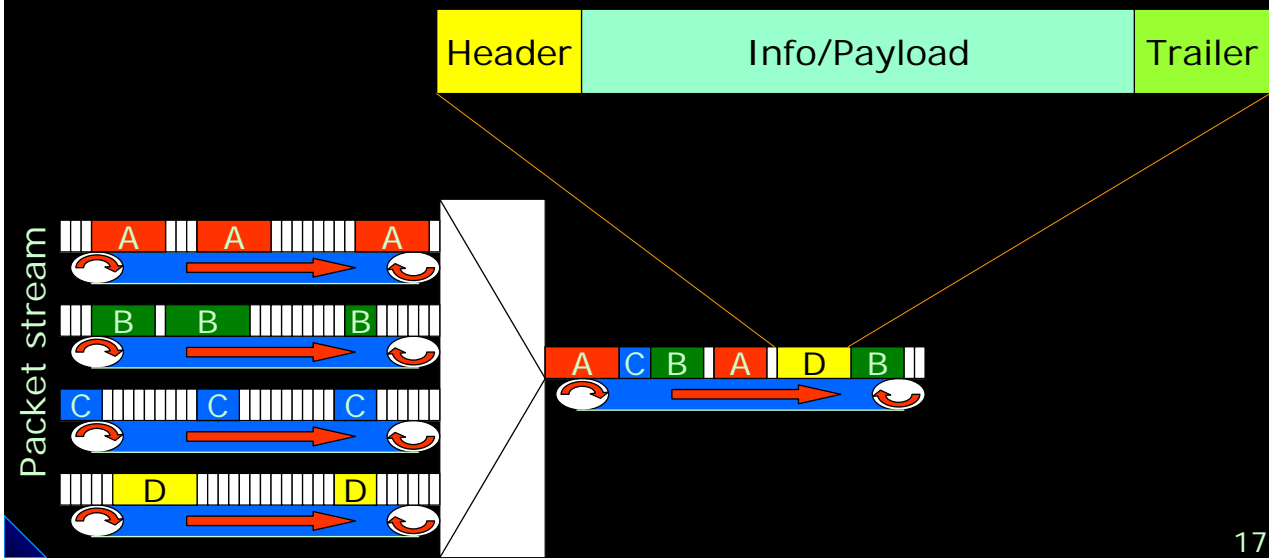 Header Info/Payload Trailer
Packet stream
A A A
B B B
C C C
D D
A C B A D B
17